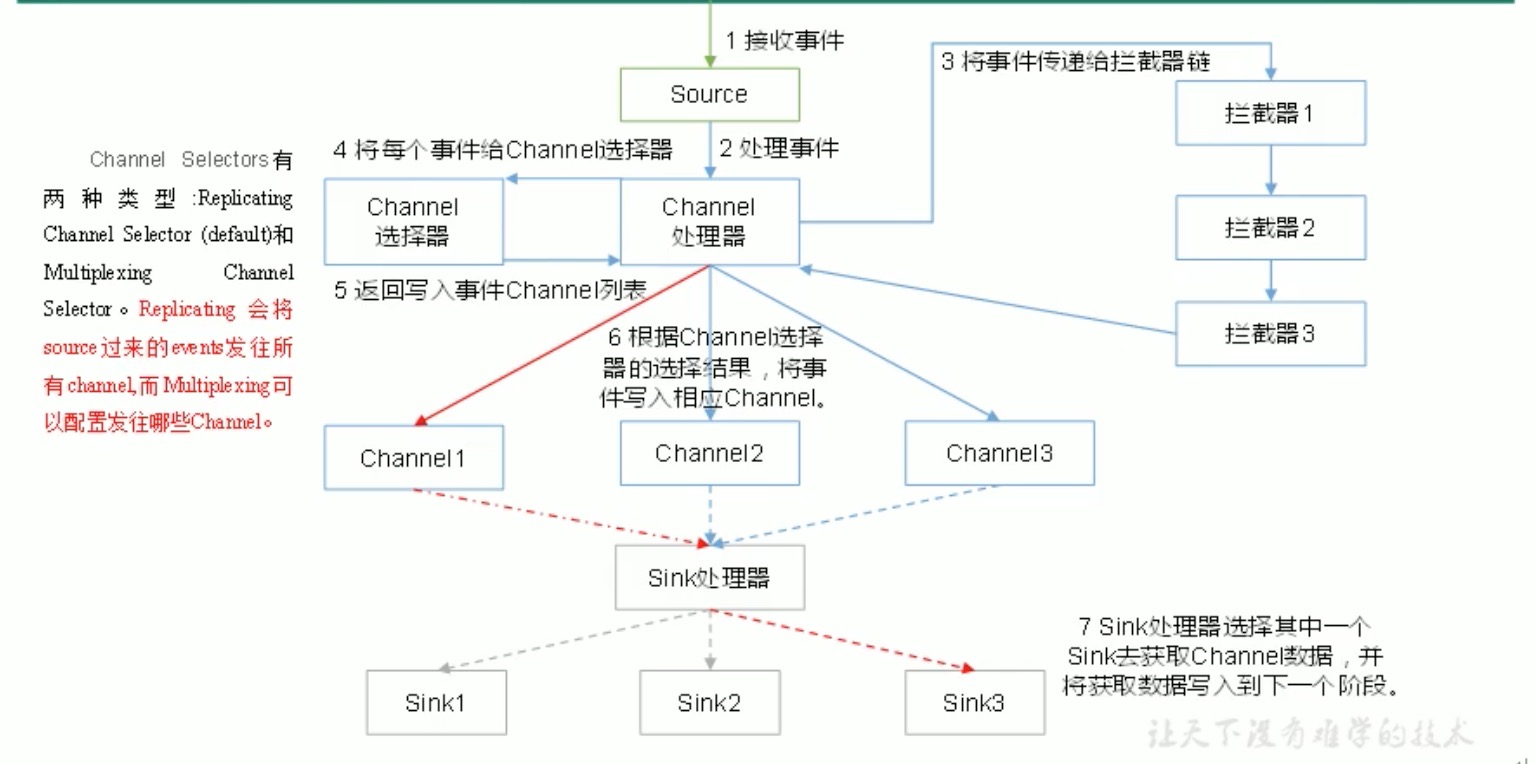 1 接收事件
3 将事件传递给拦截器链
Source
拦截器1
4 将每个事件给Channel选择器
2 处理事件
Channel Selectors有
两种类型:Replicating
Channel Selector (default)和
Multiplexing Channel
Selector。Replicating 会将
source过来的events发往所
有channel,而Multiplexing可
以配置发往哪些Channel。
Channel
选择器
Channel
处理器
拦截器2
5 返回写入事件Channel列表
拦截器3
6 根据Channel选择
器的选择结果，将事
件写入相应Channel。
Channel1
Channel2
Channel3
Sink处理器
7 Sink处理器选择其中一个
Sink去获取Channel数据，并
将获取数据写入到下一个阶段。
Sink1
Sink2
Sink3
让天下没有难学的技术